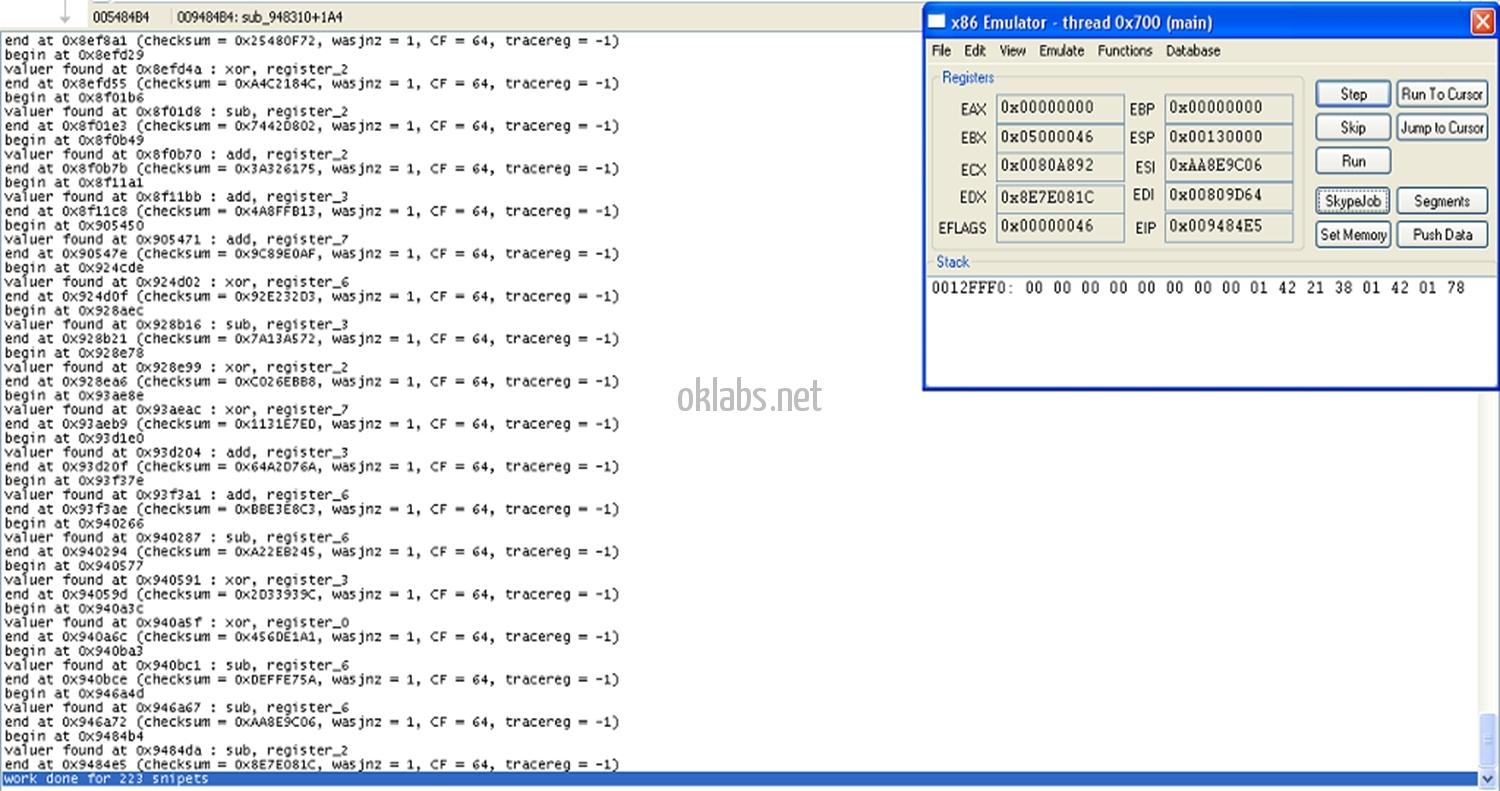 005484B4 009484B4: sub_948310+1A4
end at 0x8ef8a1 (checksum = 0x25480F72, wasjnz = 1, CF = 64, tracereg = -1)
begin at 0x8efd29
valuer found at 0x8efd4a : xor, register_2
end at 0x8efd55 (checksum = 0xA4C2184C, wasjnz = 1, CF = 64, tracereg = -1)
begin at 0x8f01b6
valuer found at 0x8f01d8 : sub, register_2
end at 0x8f01e3 (checksum = 0x7442D802, wasjnz = 1, CF = 64, tracereg = -1)
begin at 0x8f0b49
valuer found at 0x8f0b70 : add, register_2
end at 0x8f0b7b (checksum = 0x3A326175, wasjnz = 1, CF = 64, tracereg = -1)
begin at 0x8f11a1
valuer found at 0x8f11bb : add, register_3
end at 0x8f11c8 (checksum = 0x4A8FFB13, wasjnz = 1, CF = 64, tracereg = -1)
begin at 0x905450
valuer found at 0x905471 : add, register_7
end at 0x90547e (checksum = 0x9C89E0AF, wasjnz = 1, CF = 64, tracereg = -1)
begin at 0x924cde
valuer found at 0x924d02 : xor, register_6
end at 0x924d0f (checksum = 0x92E232D3, wasjnz = 1, CF = 64, tracereg = -1)
begin at 0x928aec
valuer found at 0x928b16 : sub, register_3
end at 0x928b21 (checksum = 0x7A13A572, wasjnz = 1, CF = 64, tracereg = -1)
begin at 0x928e78
valuer found at 0x928e99 : xor, register_2
end at 0x928ea6 (checksum = 0xC026EBB8, wasjnz = 1, CF = 64, tracereg = -1)
begin at 0x93ae8e
valuer found at 0x93aeac : xor, register_7
end at 0x93aeb9 (checksum = 0x1131E7ED, wasjnz = 1, CF = 64, tracereg = -1)
begin at 0x93d1e0
valuer found at 0x93d204 : add, register_3
end at 0x93d20f (checksum = 0x64A2D76A, wasjnz = 1, CF = 64, tracereg = -1)
begin at 0x93f37e
valuer found at 0x93f3a1 : add, register_6
end at 0x93f3ae (checksum = 0xBBE3E8C3, wasjnz = 1, CF = 64, tracereg = -1)
begin at 0x940266
valuer found at 0x940287 : sub, register_6
end at 0x940294 (checksum = 0xA22EB245, wasjnz = 1, CF = 64, tracereg = -1)
begin at 0x940577
valuer found at 0x940591 : xor, register_3
end at 0x94059d (checksum = 0x2D33939C, wasjnz = 1, CF = 64, tracereg = -1)
begin at 0x940a3c
valuer found at 0x940a5f : xor, register_0
end at 0x940a6c (checksum = 0x456DE1A1, wasjnz = 1, CF = 64, tracereg = -1)
begin at 0x940ba3
valuer found at 0x940bc1 : sub, register_6
end at 0x940bce (checksum = 0xDEFFE75A, wasjnz = 1, CF = 64, tracereg = -1)
begin at 0x946a4d
valuer found at 0x946a67 : sub, register_6
end at 0x946a72 (checksum = 0xAA8E9C06, wasjnz = 1, CF = 64, tracereg = -1)
begin at 0x9484b4
valuer found at 0x9484da : sub, register_2
end at 0x9484e5 (checksum = 0x8E7E081C, wasjnz = 1, CF = 64, tracereg = -1)
work done for 223 snipets
oklabs.net
x86 Emulator - thread 0x700 (main)
File Edit View Emulate Functions Database
Registers
EAX 0x00000000 EBP 0x00000000
EBX 0x05000046 ESP 0x00130000
ECX 0x0080A892 ESI 0xAA8E9C06
EDX 0x8E7E081C EDI 0x00809D64
EFLAGS 0x00000046 EIP 0x009484E5
Step Run To Cursor
Skip Jump to Cursor
Run
SkypeJob Segments
Set Memory Push Data
Stack
0012FFF0: 00 00 00 00 00 00 00 00 01 42 21 38 01 42 01 78